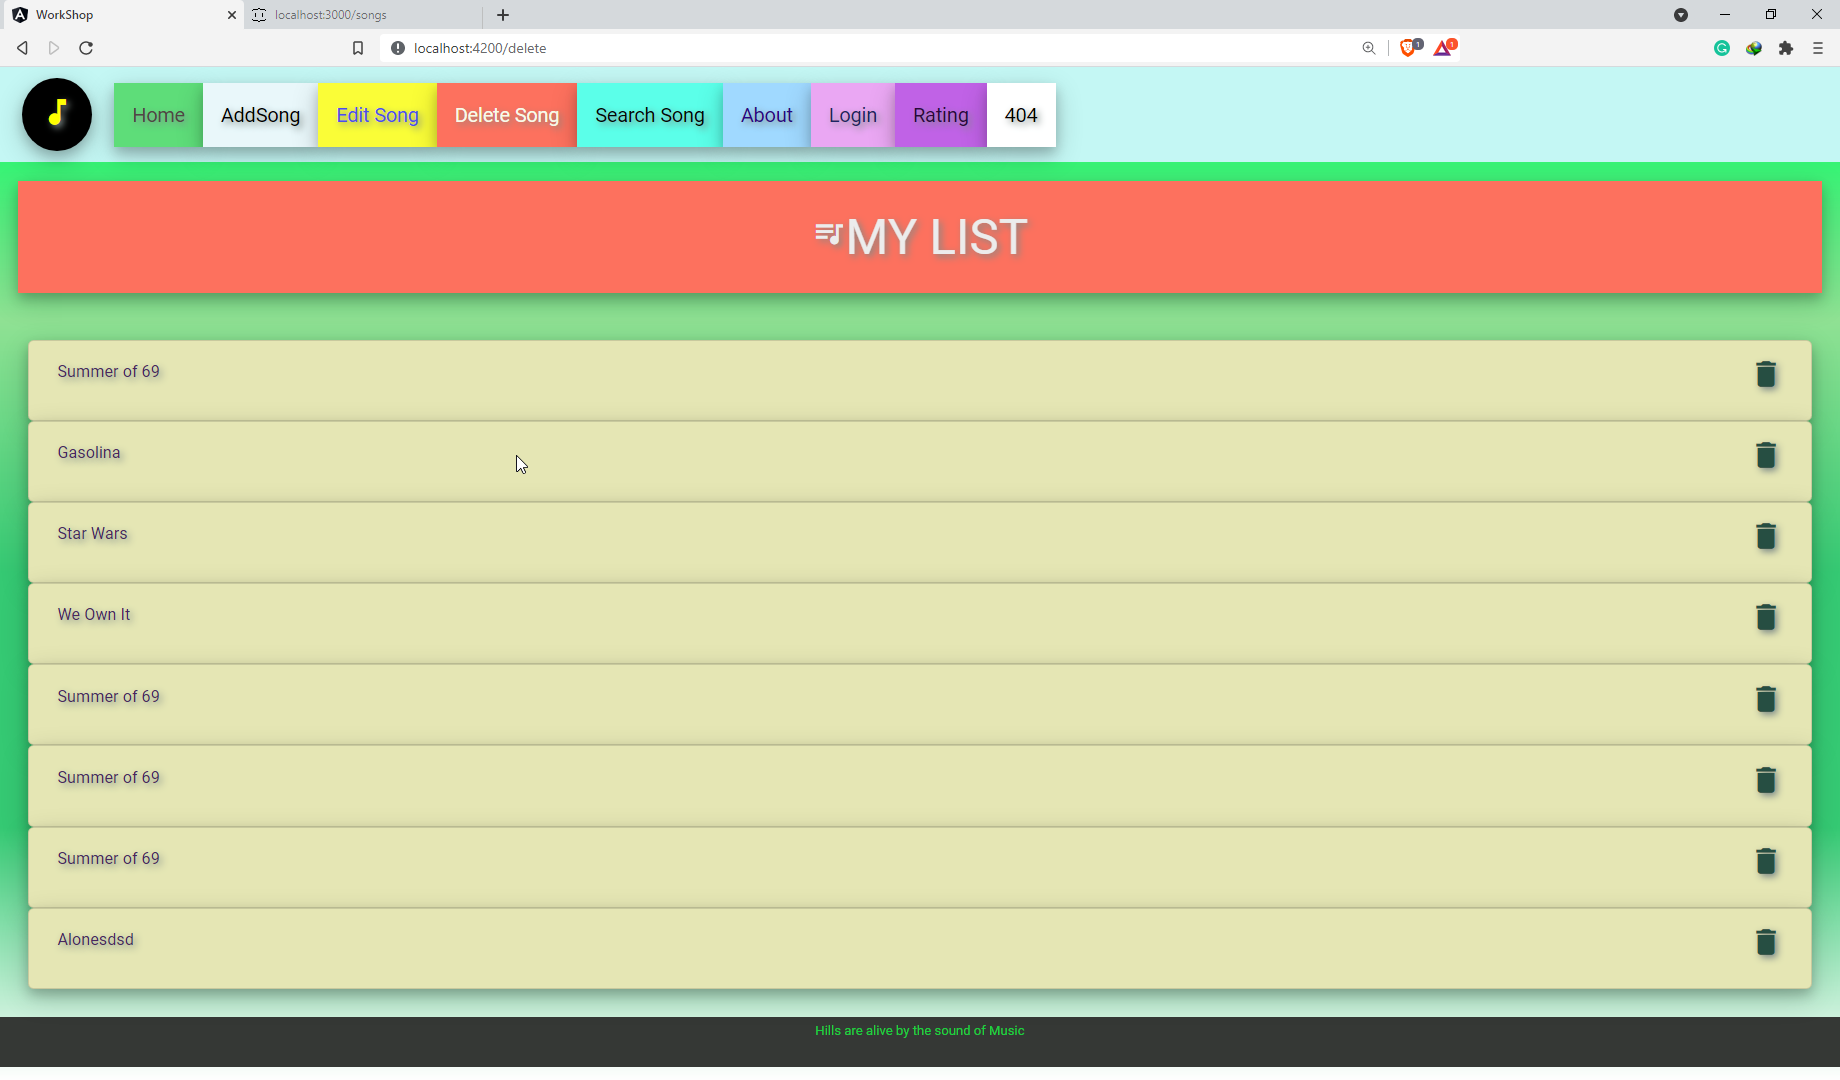 WorkShop
localhost:3000/songs
localhost:4200/delete
1
1
Home
AddSong
Edit Song
Delete Song
Search Song
About
Login
Rating
404
MY LIST
Summer of 69
Gasolina
Star Wars
We Own It
Summer of 69
Summer of 69
Summer of 69
Alonesdsd
Hills are alive by the sound of Music